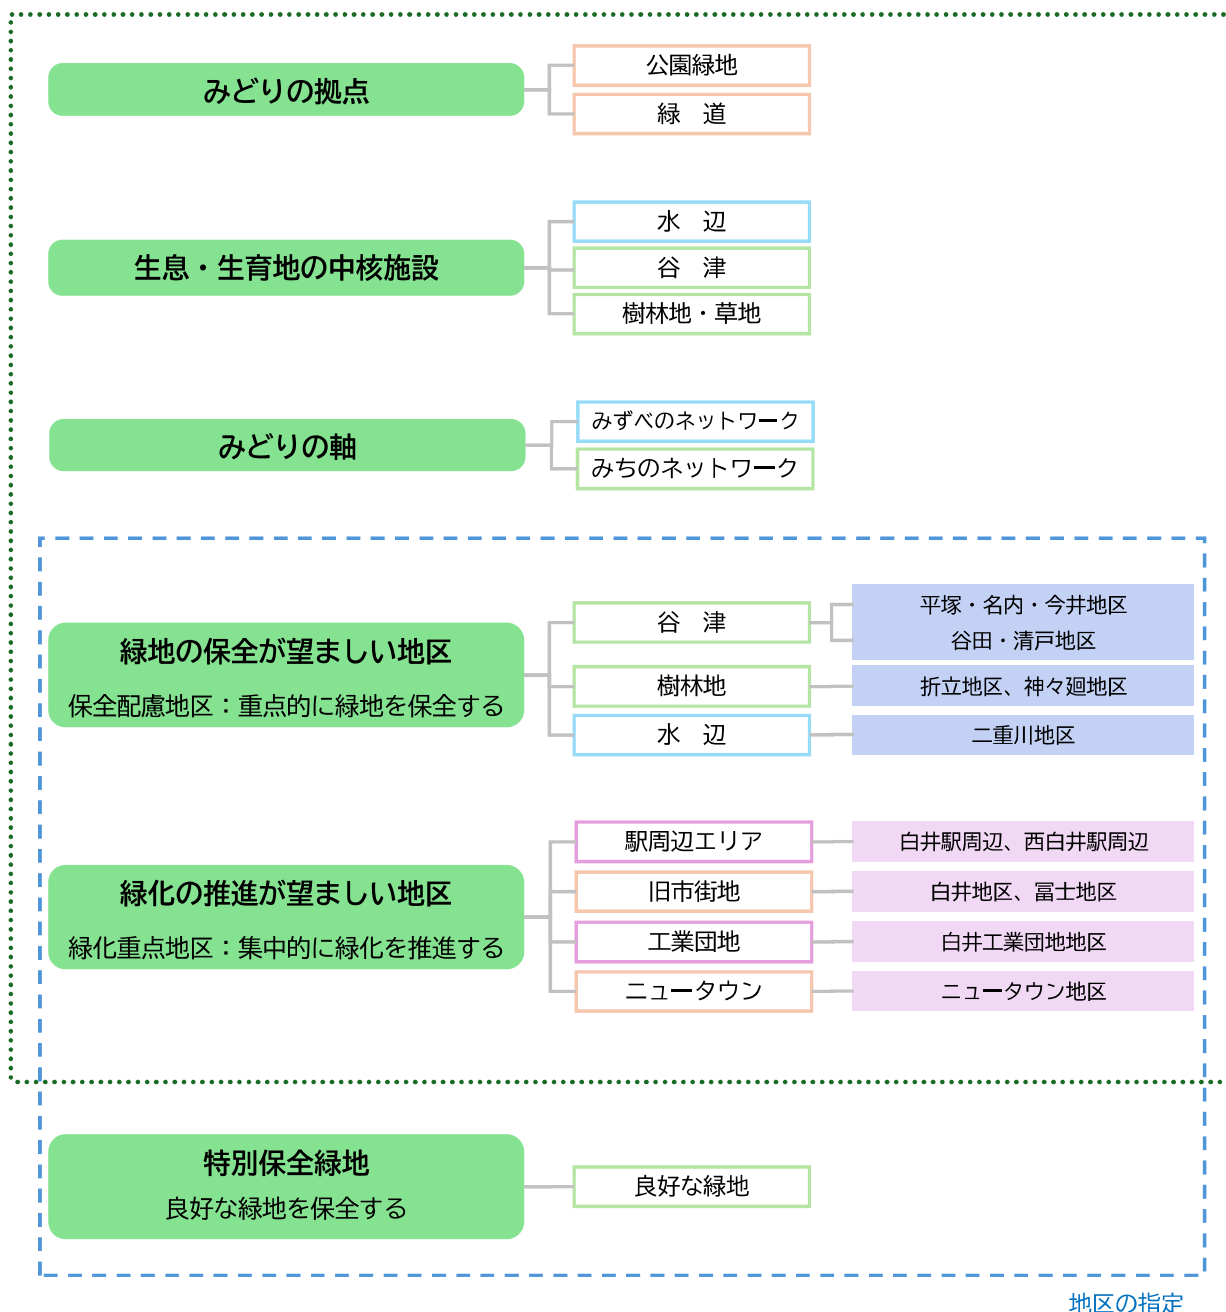 みどりの拠点
公園緑地
緑　道
生息・生育地の中核施設
水　辺
谷　津
樹林地・草地
みどりの軸
みずべのネットワーク
みちのネットワーク
緑地の保全が望ましい地区
保全配慮地区：重点的に緑地を保全する
谷　津
平塚・名内・今井地区
谷田・清戸地区
樹林地
折立地区、神々廻地区
水　辺
二重川地区
緑化の推進が望ましい地区
緑化重点地区：集中的に緑化を推進する
駅周辺エリア
白井駅周辺、西白井駅周辺
旧市街地
白井地区、冨士地区
工業団地
白井工業団地地区
ニュータウン
ニュータウン地区
特別保全緑地
良好な緑地を保全する
良好な緑地
地区の指定